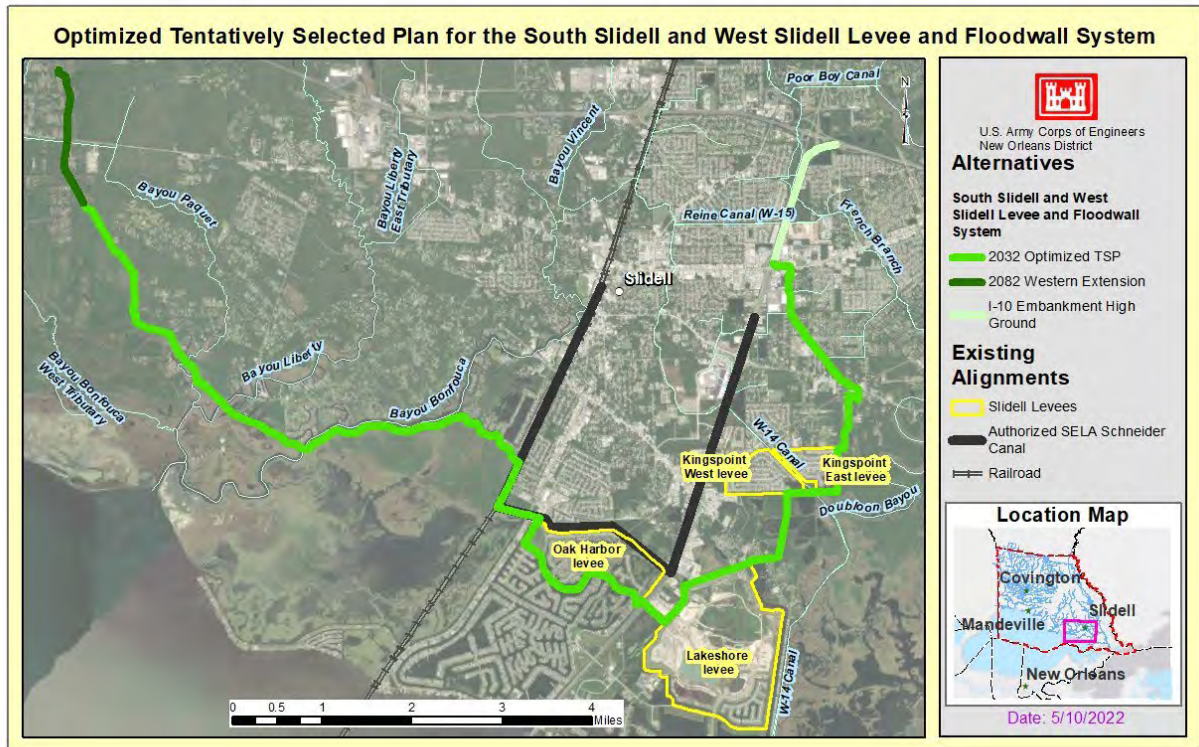 Optimized Tentatively Selected Plan for the South Slidell and West Slidell Levee and Floodwall System
Poor Boy Canal
N
Bayou Vincent
Bayou Liberty
East Tributary
Bayou Paquet
Reine Canal (W-15)
French Branch
Slidell
Bayou Liberty
Bayou Bonfouca
West Tributary
Bayou Bonfouca
W-14 Canal
Kingspoint
West levee
Kingspoint
East levee
Doubloon Bayou
Oak Harbor
levee
Lakeshore
levee
W-14 Canal
0 0.5 1 2 3 4
Miles
U.S. Army Corps of Engineers
New Orleans District
Alternatives
South Slidell and West
Slidell Levee and Floodwall
System
2032 Optimized TSP
2082 Western Extension
I-10 Embankment High
Ground
Existing
Alignments
Slidell Levees
Authorized SELA Schneider
Canal
Railroad
Location Map
Covington
Slidell
Mandeville
New Orleans
Date: 5/10/2022